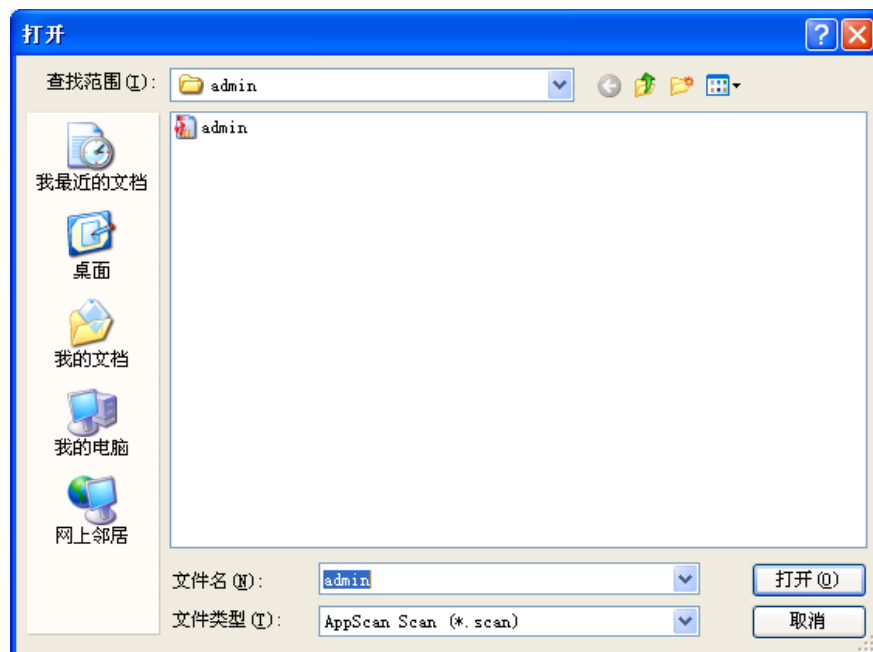 打开
查找范围(I):
admin
admin
我最近的文档
桌面
我的文档
我的电脑
网上邻居
文件名(N):
admin
打开(O)
文件类型(T):
AppScan Scan (*.scan)
取消